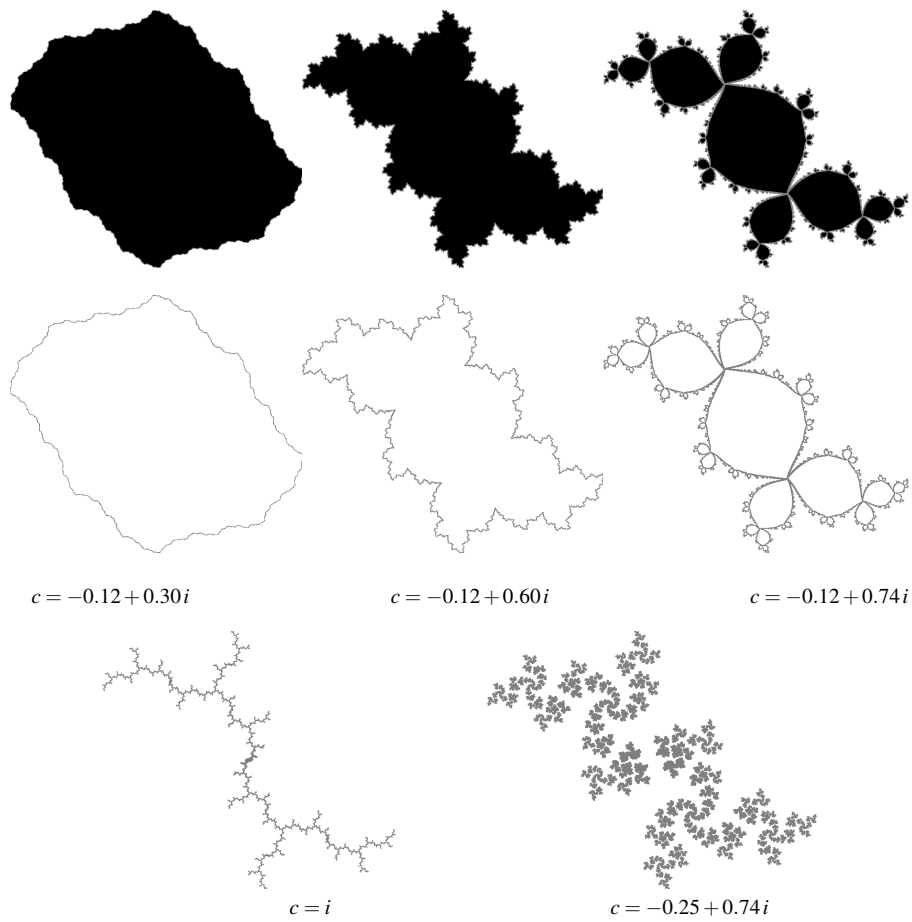 c = −0.12+0.30i
c = −0.12+0.60i
c = −0.12+0.74i
c = i
c = −0.25+0.74i